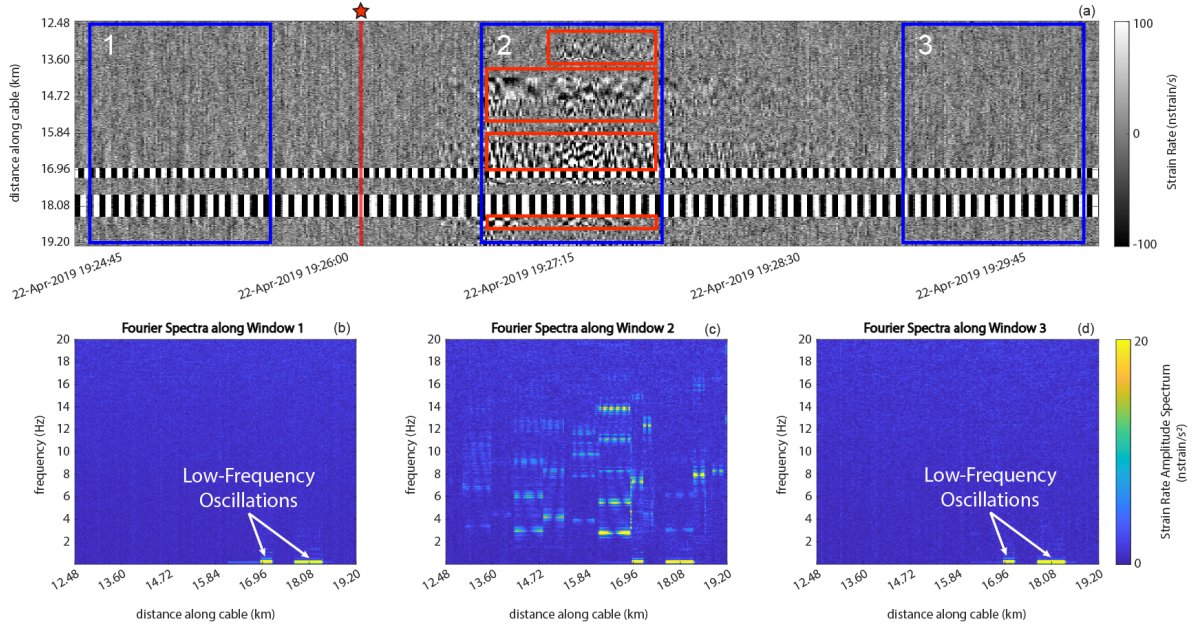 (a)
12.48
13.60
14.72
15.84
16.96
18.08
19.20
distance along cable (km)
1
2
3
100
0
-100
Strain Rate (nstrain/s)
22-Apr-2019 19:24:45
22-Apr-2019 19:26:00
22-Apr-2019 19:27:15
22-Apr-2019 19:28:30
22-Apr-2019 19:29:45
Fourier Spectra along Window 1
(b)
20
18
16
14
12
10
8
6
4
2
frequency (Hz)
Low-Frequency
Oscillations
12.48
13.60
14.72
15.84
16.96
18.08
19.20
distance along cable (km)
Fourier Spectra along Window 2
(c)
20
18
16
14
12
10
8
6
4
2
frequency (Hz)
12.48
13.60
14.72
15.84
16.96
18.08
19.20
distance along cable (km)
Fourier Spectra along Window 3
(d)
20
18
16
14
12
10
8
6
4
2
frequency (Hz)
Low-Frequency
Oscillations
12.48
13.60
14.72
15.84
16.96
18.08
19.20
distance along cable (km)
20
0
Strain Rate Amplitude Spectrum
(nstrain/s²)